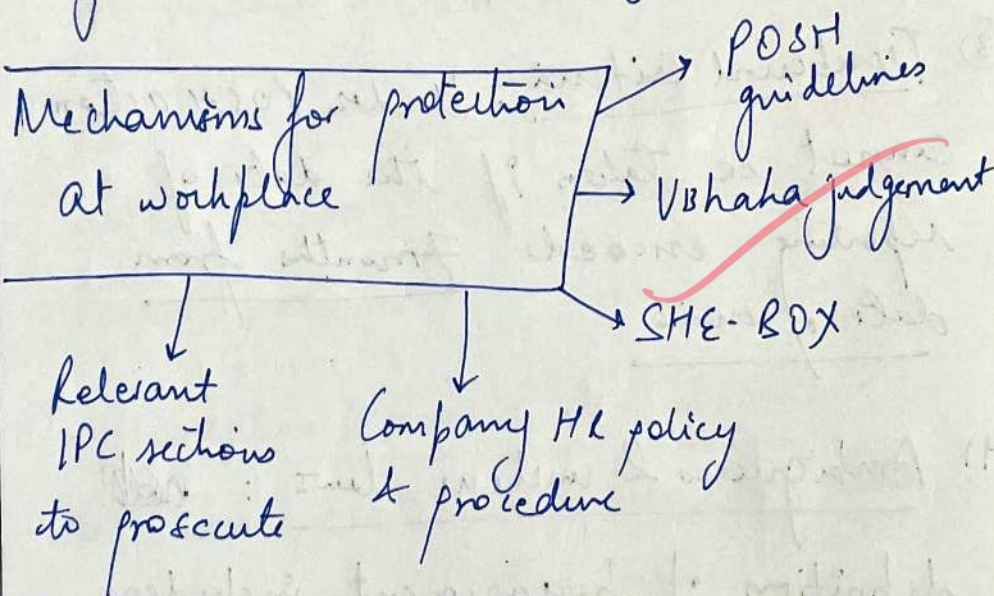 Mechanisms for protection
at workplace
POSH
guidelines
Vishaka judgement
SHE-BOX
Relevant
IPC sections
to prosecute
Company HR policy
& procedure